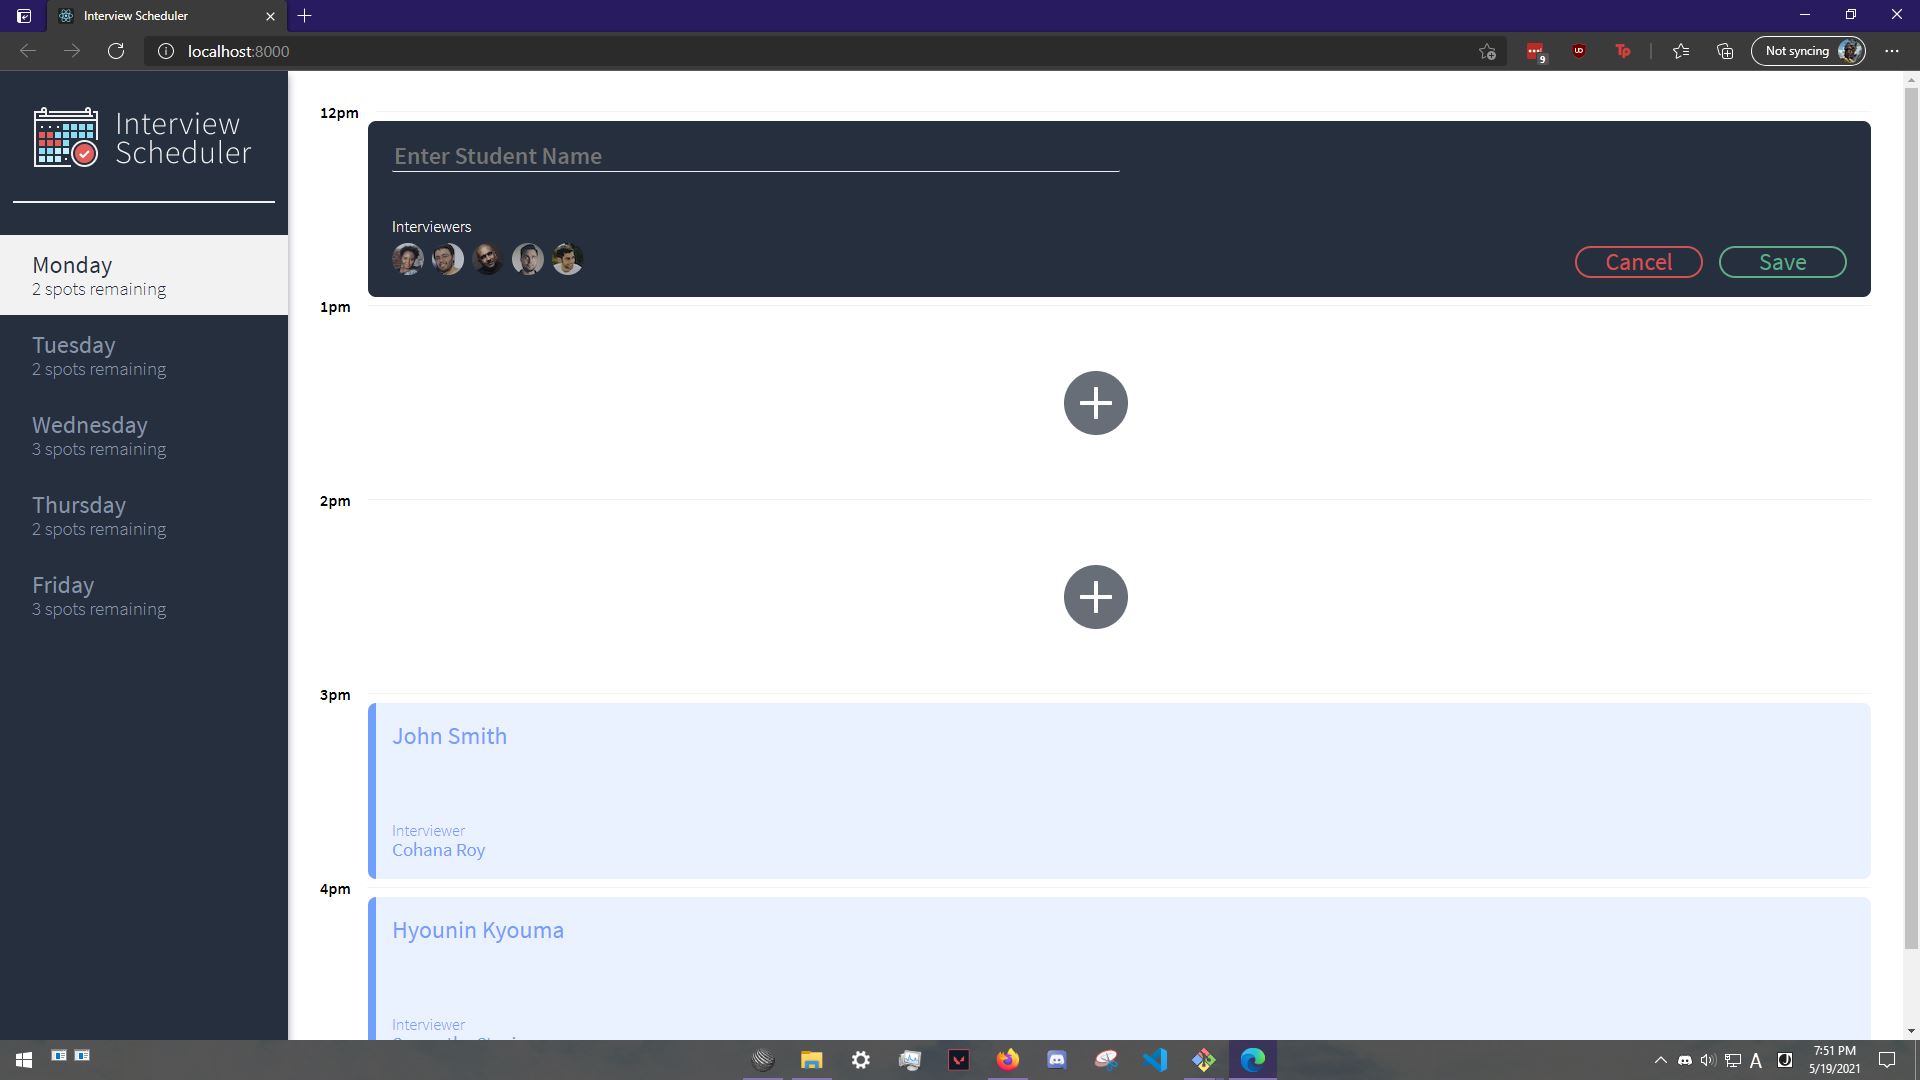 Interview Scheduler
localhost:8000
Not syncing
9
Interview
Scheduler
Monday
2 spots remaining
Tuesday
2 spots remaining
Wednesday
3 spots remaining
Thursday
2 spots remaining
Friday
3 spots remaining
12pm
Enter Student Name
Interviewers
Cancel
Save
1pm
2pm
3pm
John Smith
Interviewer
Cohana Roy
4pm
Hyounin Kyouma
Interviewer
7:51 PM
5/19/2021